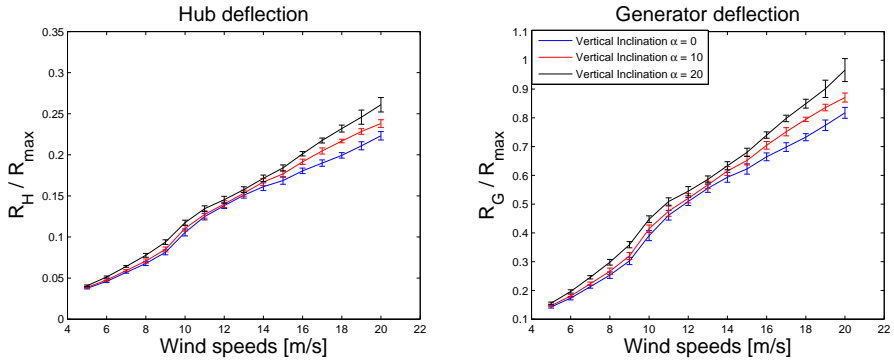 Hub deflection
0.35
0.3
0.25
0.2
0.15
0.1
0.05
0
R_H / R_max
4 6 8 10 12 14 16 18 20 22
Wind speeds [m/s]
Generator deflection
Vertical Inclination α = 0
Vertical Inclination α = 10
Vertical Inclination α = 20
1.1
1
0.9
0.8
0.7
0.6
0.5
0.4
0.3
0.2
0.1
R_G / R_max
4 6 8 10 12 14 16 18 20 22
Wind speeds [m/s]